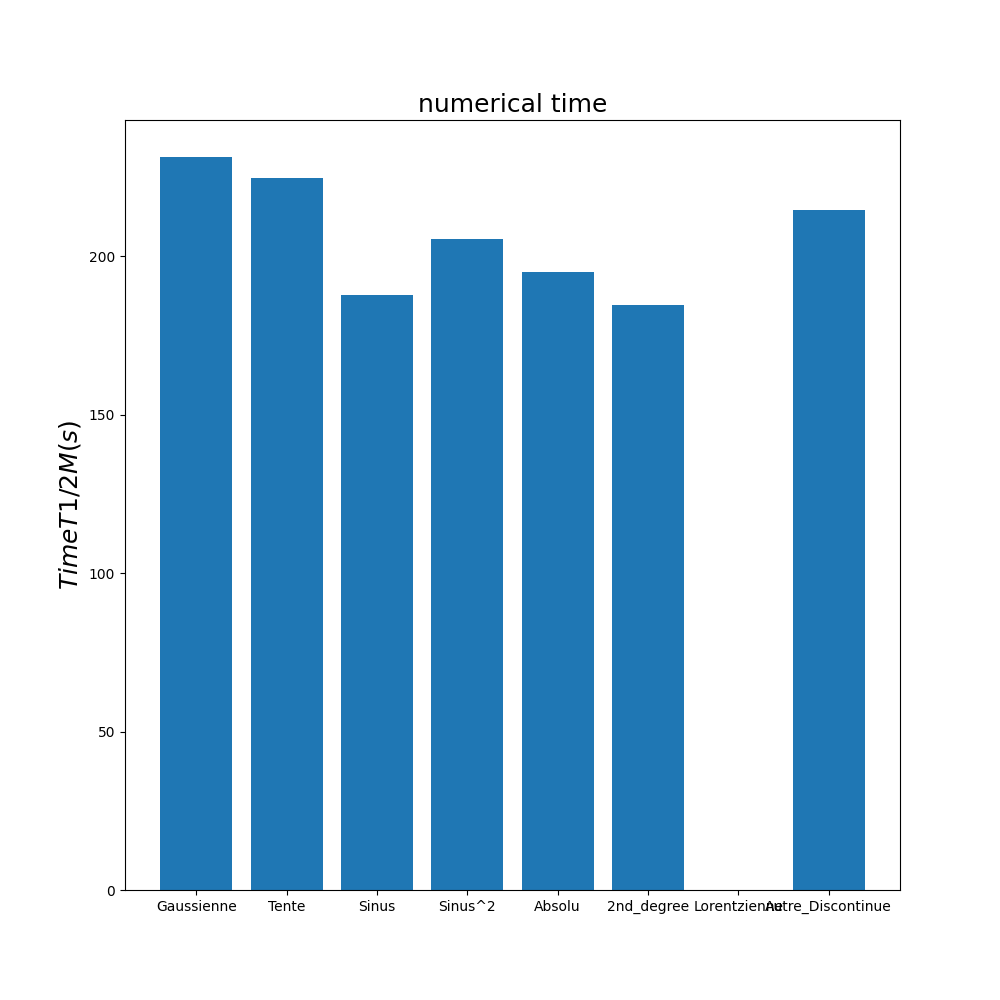 numerical time
TimeT1/2M(s)
200
150
100
50
0
Gaussienne Tente Sinus Sinus^2 Absolu 2nd_degree Lorentzienne Autre_Discontinue